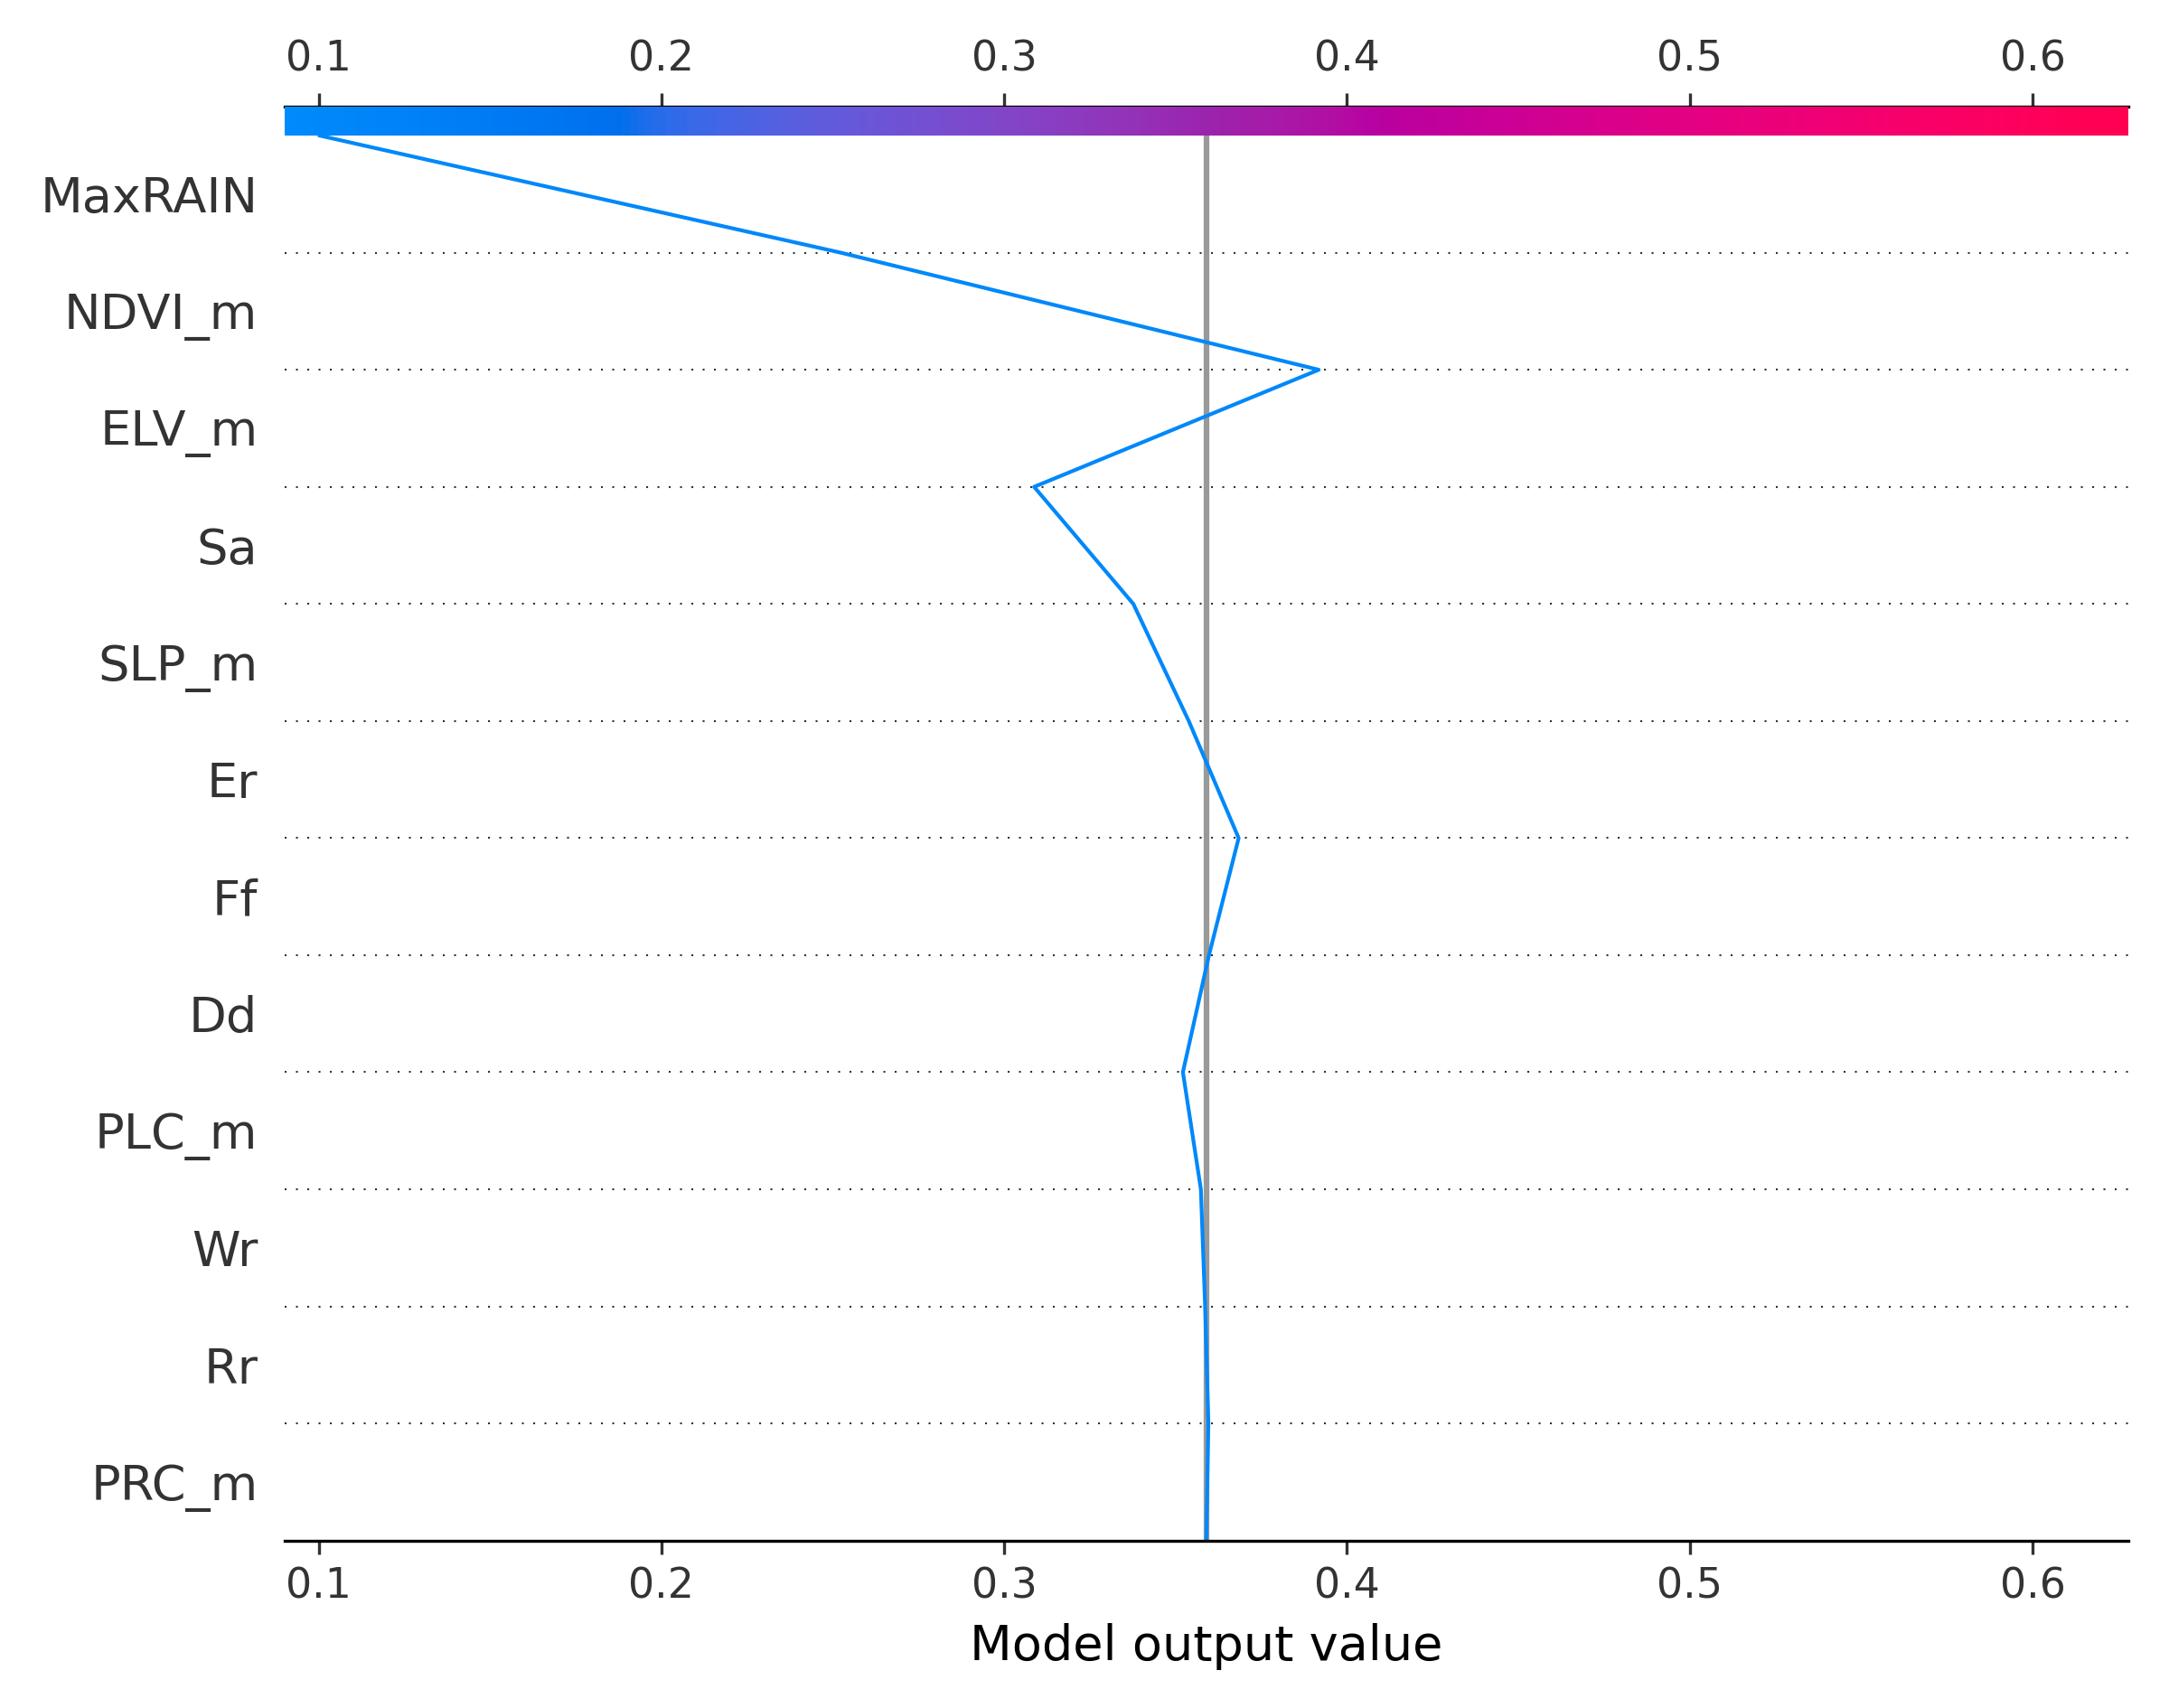 0.1 0.2 0.3 0.4 0.5 0.6
MaxRAIN
NDVI_m
ELV_m
Sa
SLP_m
Er
Ff
Dd
PLC_m
Wr
Rr
PRC_m
0.1 0.2 0.3 0.4 0.5 0.6
Model output value